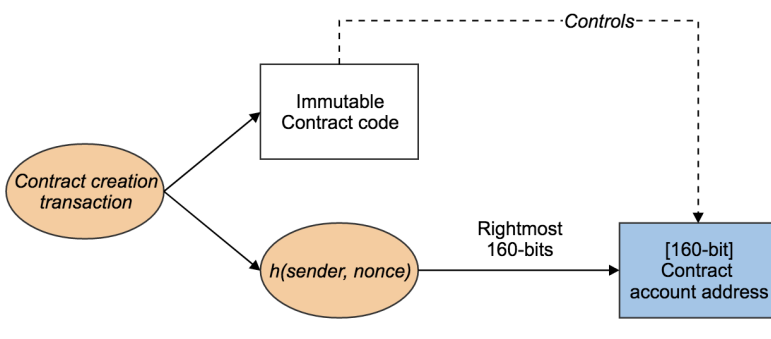 Controls
Immutable
Contract code
Contract creation
transaction
h(sender, nonce)
Rightmost
160-bits
[160-bit]
Contract
account address